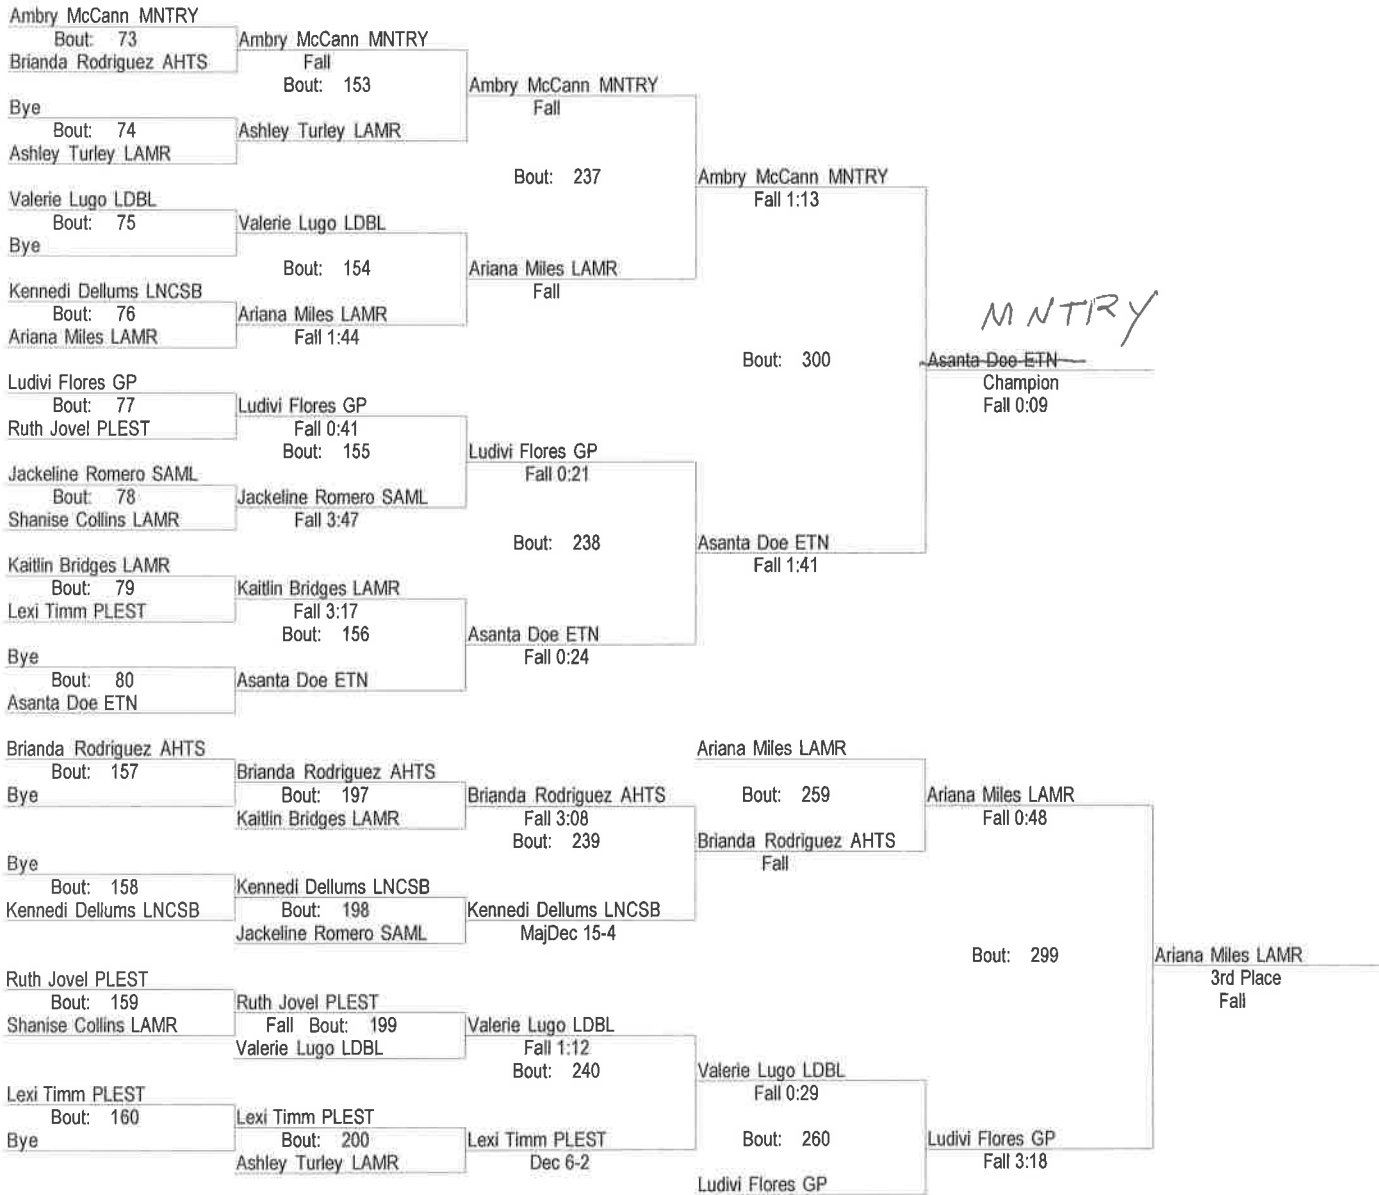 Ambry McCann MNTRY
Bout: 73
Brianda Rodriguez AHTS
Bye
Bout: 74
Ashley Turley LAMR
Valerie Lugo LDBL
Bout: 75
Bye
Kennedi Dellums LNCSB
Bout: 76
Ariana Miles LAMR
Ludivi Flores GP
Bout: 77
Ruth Jovel PLEST
Jackeline Romero SAML
Bout: 78
Shanise Collins LAMR
Kaitlin Bridges LAMR
Bout: 79
Lexi Timm PLEST
Bye
Bout: 80
Asanta Doe ETN
Ambry McCann MNTRY
Fall
Bout: 153
Ashley Turley LAMR
Valerie Lugo LDBL
Bout: 154
Ariana Miles LAMR
Fall 1:44
Ludivi Flores GP
Fall 0:41
Bout: 155
Jackeline Romero SAML
Fall 3:47
Kaitlin Bridges LAMR
Fall 3:17
Bout: 156
Asanta Doe ETN
Ambry McCann MNTRY
Fall
Bout: 237
Ariana Miles LAMR
Fall
Ludivi Flores GP
Fall 0:21
Bout: 238
Asanta Doe ETN
Fall 0:24
Ambry McCann MNTRY
Fall 1:13
Bout: 300
Asanta Doe ETN
Fall 1:41
MNTRY
Asanta Doe ETN
Champion
Fall 0:09
Brianda Rodriguez AHTS
Bout: 157
Bye
Bye
Bout: 158
Kennedi Dellums LNCSB
Ruth Jovel PLEST
Bout: 159
Shanise Collins LAMR
Lexi Timm PLEST
Bout: 160
Bye
Brianda Rodriguez AHTS
Bout: 197
Kaitlin Bridges LAMR
Kennedi Dellums LNCSB
Bout: 198
Jackeline Romero SAML
Ruth Jovel PLEST
Fall Bout: 199
Valerie Lugo LDBL
Lexi Timm PLEST
Bout: 200
Ashley Turley LAMR
Brianda Rodriguez AHTS
Fall 3:08
Bout: 239
Kennedi Dellums LNCSB
MajDec 15-4
Valerie Lugo LDBL
Fall 1:12
Bout: 240
Lexi Timm PLEST
Dec 6-2
Ariana Miles LAMR
Bout: 259
Brianda Rodriguez AHTS
Fall
Valerie Lugo LDBL
Fall 0:29
Bout: 260
Ludivi Flores GP
Ariana Miles LAMR
Fall 0:48
Bout: 299
Ludivi Flores GP
Fall 3:18
Ariana Miles LAMR
3rd Place
Fall